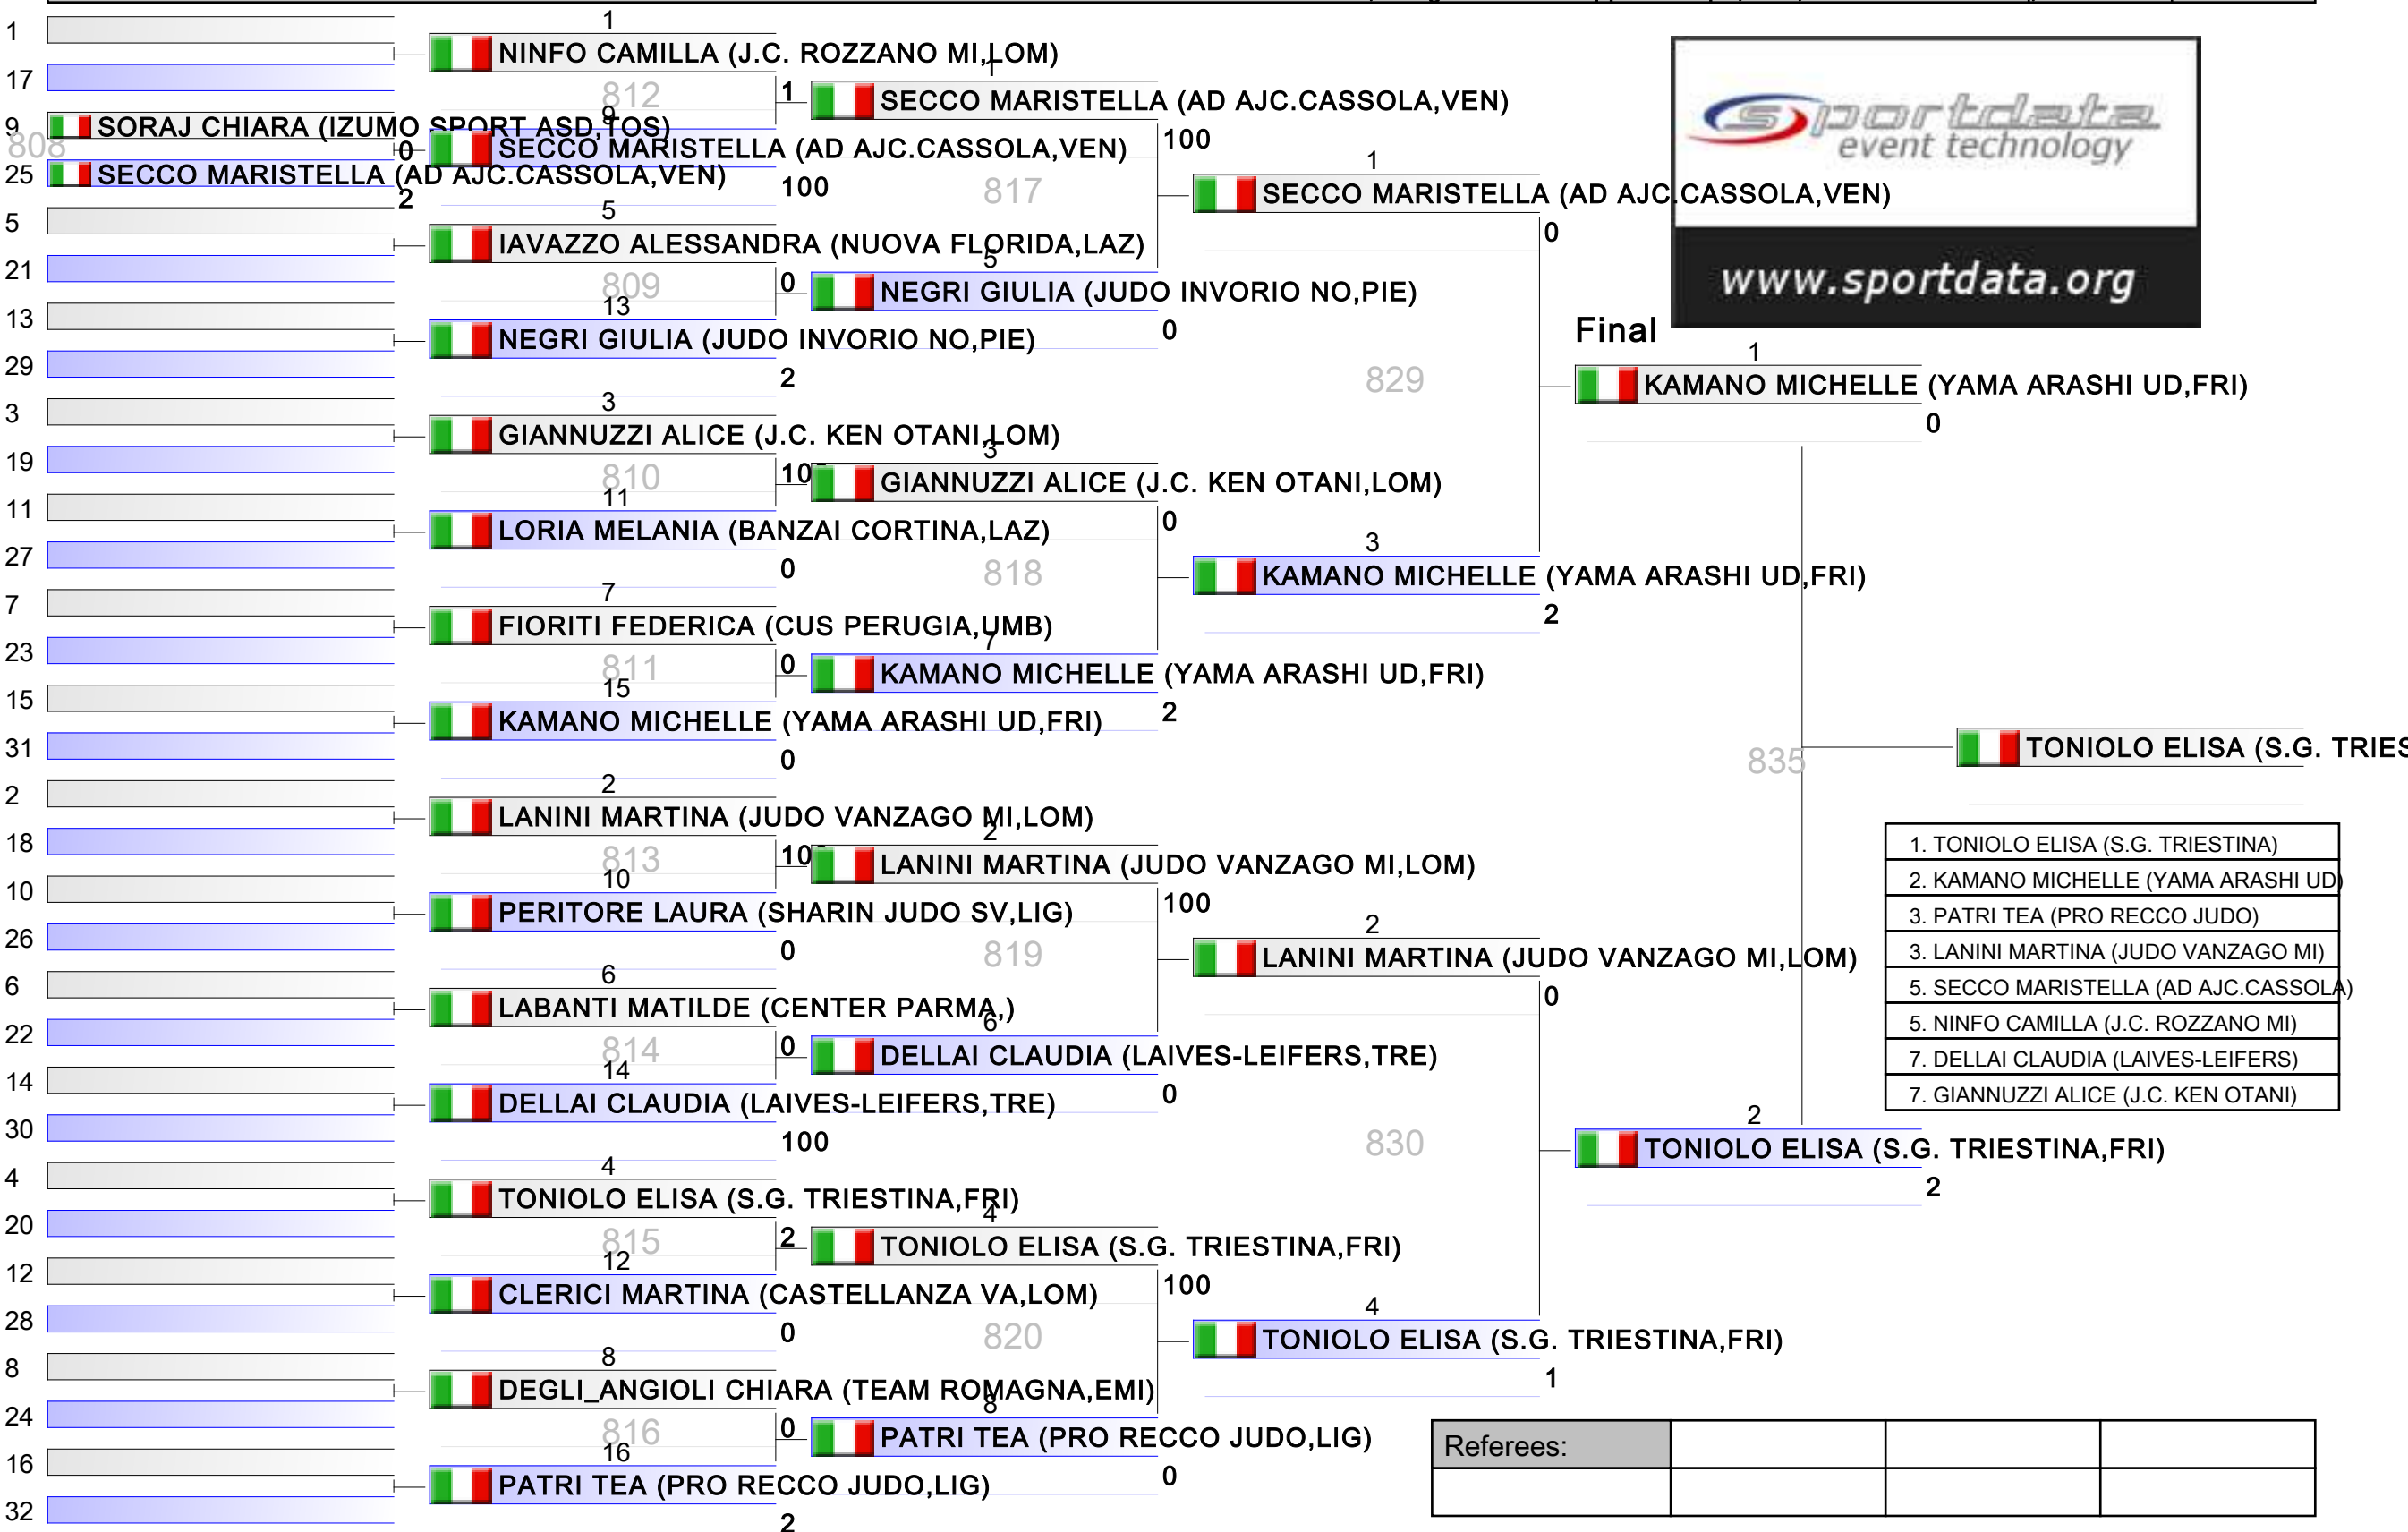 1
17
9 SORAJ CHIARA (IZUMO SPORT ASD,TOS)
808
0
25 SECCO MARISTELLA (AD AJC.CASSOLA,VEN)
2
5
21
13
29
3
19
11
27
7
23
15
31
2
18
10
26
6
22
14
30
4
20
12
28
8
24
16
32
1
NINFO CAMILLA (J.C. ROZZANO MI,LOM)
812
1
9
SECCO MARISTELLA (AD AJC.CASSOLA,VEN)
100
5
IAVAZZO ALESSANDRA (NUOVA FLORIDA,LAZ)
809
0
13
NEGRI GIULIA (JUDO INVORIO NO,PIE)
2
3
GIANNUZZI ALICE (J.C. KEN OTANI,LOM)
810
11
LORIA MELANIA (BANZAI CORTINA,LAZ)
0
7
FIORITI FEDERICA (CUS PERUGIA,UMB)
811
0
15
KAMANO MICHELLE (YAMA ARASHI UD,FRI)
0
2
LANINI MARTINA (JUDO VANZAGO MI,LOM)
813
10
PERITORE LAURA (SHARIN JUDO SV,LIG)
0
6
LABANTI MATILDE (CENTER PARMA,)
814
0
14
DELLAI CLAUDIA (LAIVES-LEIFERS,TRE)
100
4
TONIOLO ELISA (S.G. TRIESTINA,FRI)
815
2
12
CLERICI MARTINA (CASTELLANZA VA,LOM)
0
8
DEGLI_ANGIOLI CHIARA (TEAM ROMAGNA,EMI)
816
0
16
PATRI TEA (PRO RECCO JUDO,LIG)
2
1
SECCO MARISTELLA (AD AJC.CASSOLA,VEN)
100
817
5
NEGRI GIULIA (JUDO INVORIO NO,PIE)
0
3
GIANNUZZI ALICE (J.C. KEN OTANI,LOM)
0
818
7
KAMANO MICHELLE (YAMA ARASHI UD,FRI)
2
2
LANINI MARTINA (JUDO VANZAGO MI,LOM)
100
819
6
DELLAI CLAUDIA (LAIVES-LEIFERS,TRE)
0
4
TONIOLO ELISA (S.G. TRIESTINA,FRI)
100
820
8
PATRI TEA (PRO RECCO JUDO,LIG)
0
1
SECCO MARISTELLA (AD AJC.CASSOLA,VEN)
0
829
3
KAMANO MICHELLE (YAMA ARASHI UD,FRI)
2
2
LANINI MARTINA (JUDO VANZAGO MI,LOM)
0
830
4
TONIOLO ELISA (S.G. TRIESTINA,FRI)
1
sportdata
event technology
www.sportdata.org
Final
1
KAMANO MICHELLE (YAMA ARASHI UD,FRI)
0
835
2
TONIOLO ELISA (S.G. TRIESTINA,FRI)
2
TONIOLO ELISA (S.G. TRIES
1. TONIOLO ELISA (S.G. TRIESTINA)
2. KAMANO MICHELLE (YAMA ARASHI UD)
3. PATRI TEA (PRO RECCO JUDO)
3. LANINI MARTINA (JUDO VANZAGO MI)
5. SECCO MARISTELLA (AD AJC.CASSOLA)
5. NINFO CAMILLA (J.C. ROZZANO MI)
7. DELLAI CLAUDIA (LAIVES-LEIFERS)
7. GIANNUZZI ALICE (J.C. KEN OTANI)
Referees: